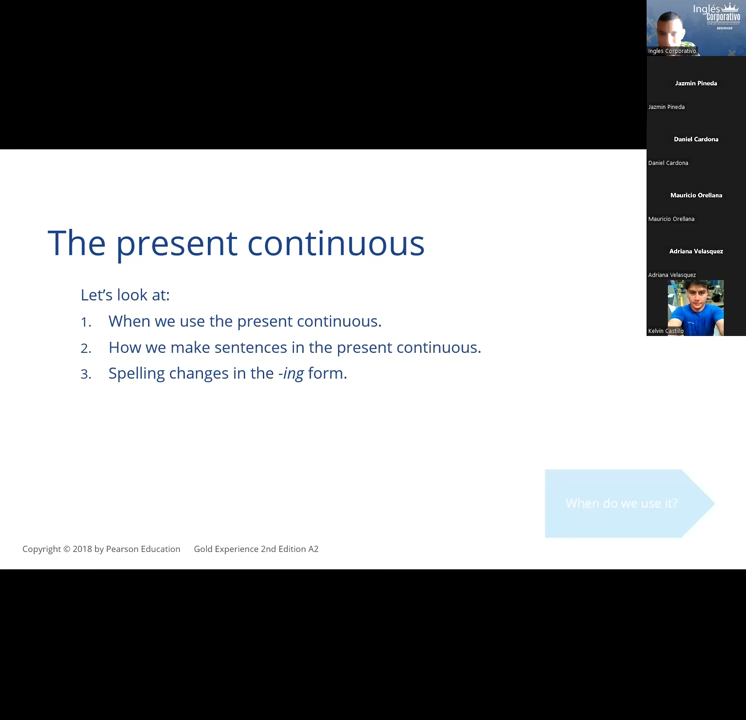 Inglés
Corporativo
Ingles Corporativo
Jazmin Pineda
Jazmin Pineda
Daniel Cardona
Daniel Cardona
Mauricio Orellana
Mauricio Orellana
Adriana Velasquez
Adriana Velasquez
Kelvin Castillo
The present continuous
Let’s look at:
1. When we use the present continuous.
2. How we make sentences in the present continuous.
3. Spelling changes in the -ing form.
When do we use it?
Copyright © 2018 by Pearson Education Gold Experience 2nd Edition A2